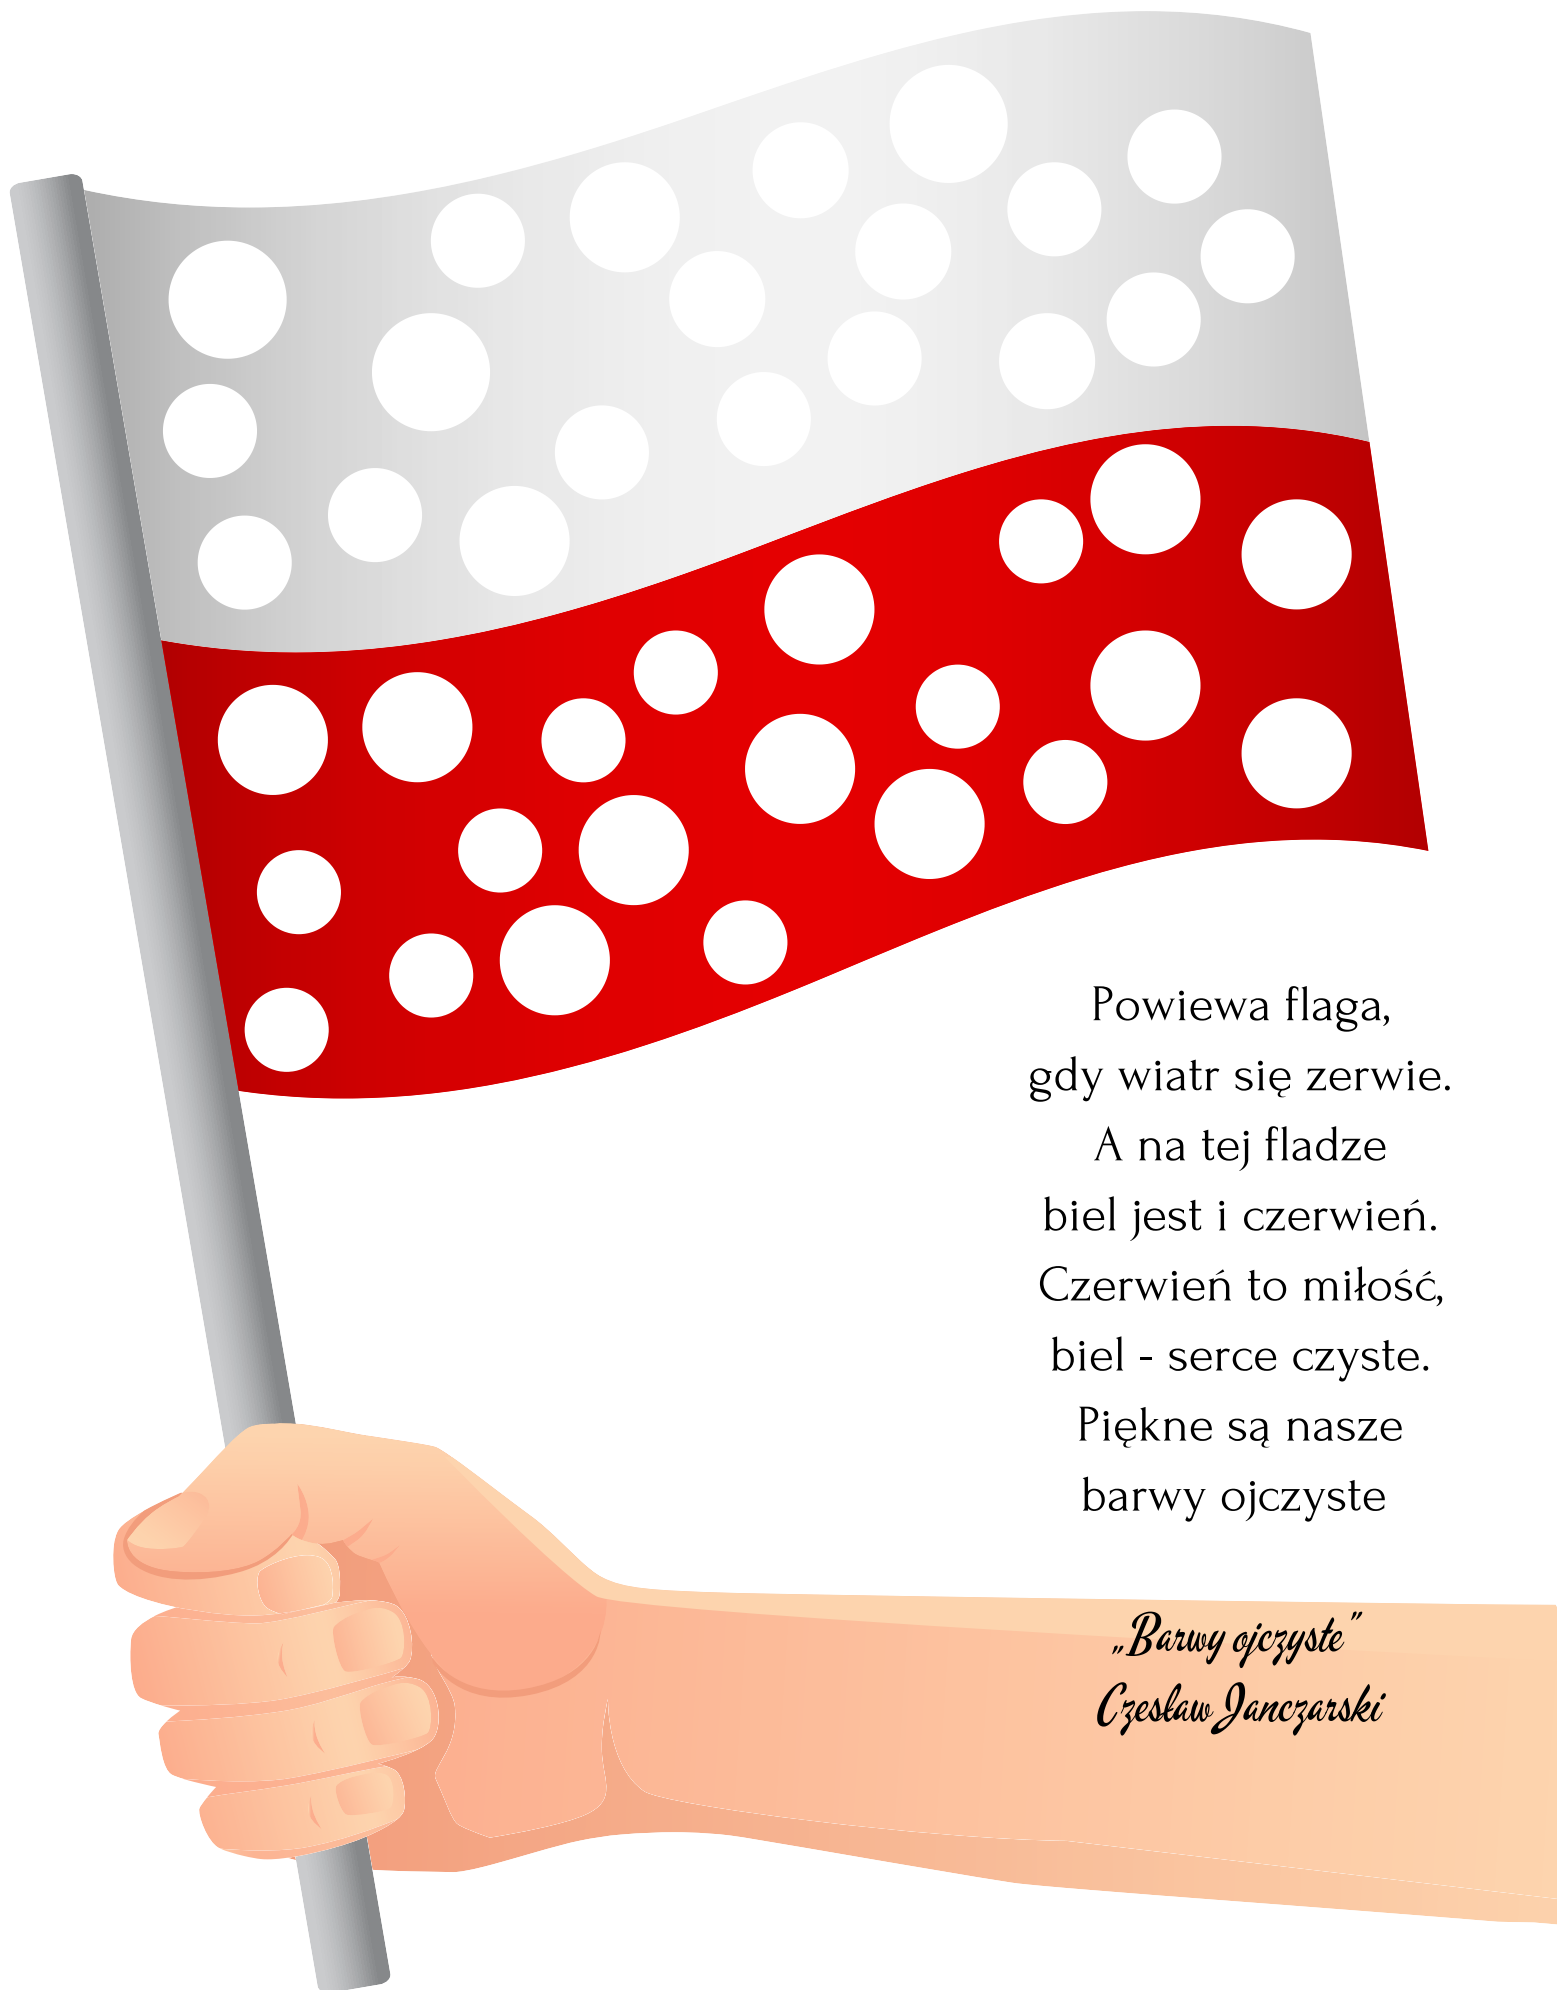 Powiewa flaga,
gdy wiatr się zerwie.
A na tej fladze
biel jest i czerwień.
Czerwień to miłość,
biel - serce czyste.
Piękne są nasze
barwy ojczyste
„Barwy ojczyste”
Czesław Janczarski